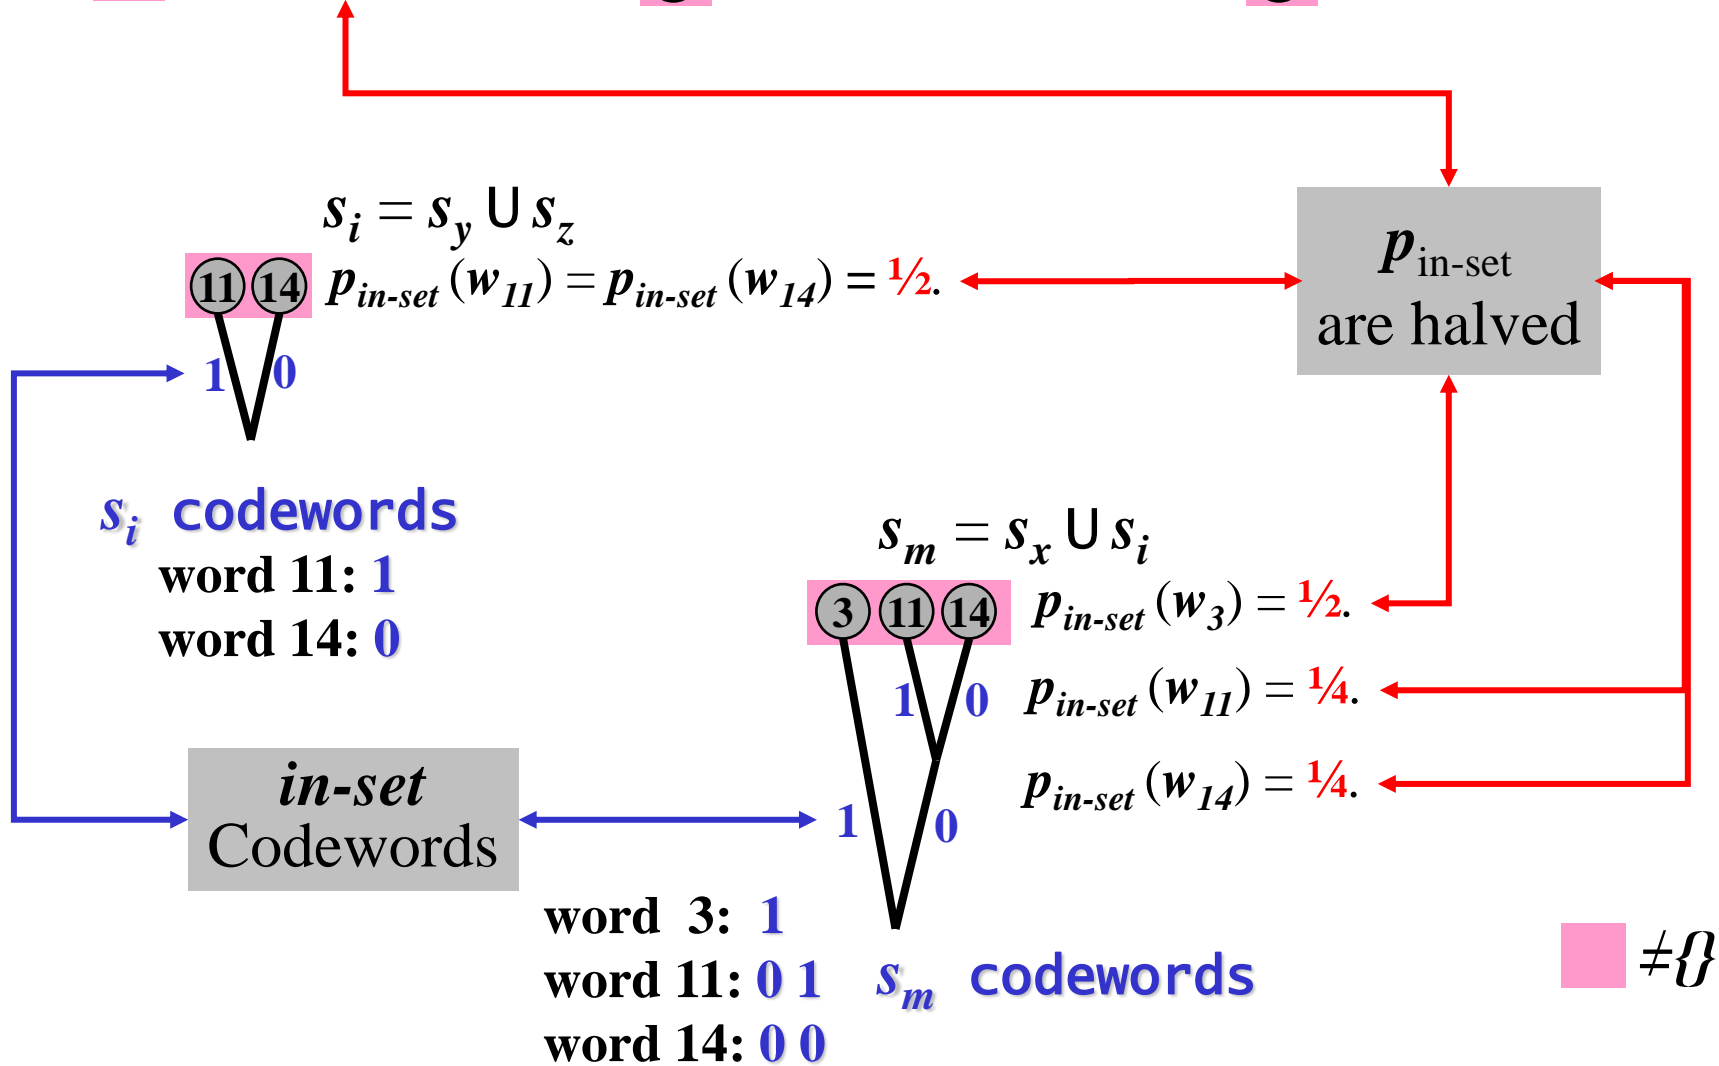 s_i = s_y ∪ s_z
11 14 p_in-set (w_11) = p_in-set (w_14) = ½.
p_in-set
are halved
1 0
s_i codewords
word 11: 1
word 14: 0
s_m = s_x ∪ s_i
3 11 14 p_in-set (w_3) = ½.
1 0 p_in-set (w_11) = ¼.
p_in-set (w_14) = ¼.
1 0
in-set
Codewords
word 3: 1
word 11: 0 1
word 14: 0 0
s_m codewords
≠{}